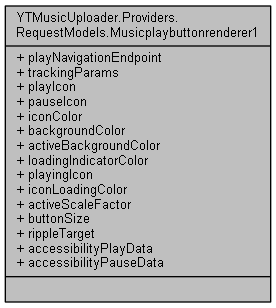 YTMusicUploader.Providers.
RequestModels.Musicplaybuttonrenderer1
+ playNavigationEndpoint
+ trackingParams
+ playIcon
+ pauseIcon
+ iconColor
+ backgroundColor
+ activeBackgroundColor
+ loadingIndicatorColor
+ playingIcon
+ iconLoadingColor
+ activeScaleFactor
+ buttonSize
+ rippleTarget
+ accessibilityPlayData
+ accessibilityPauseData